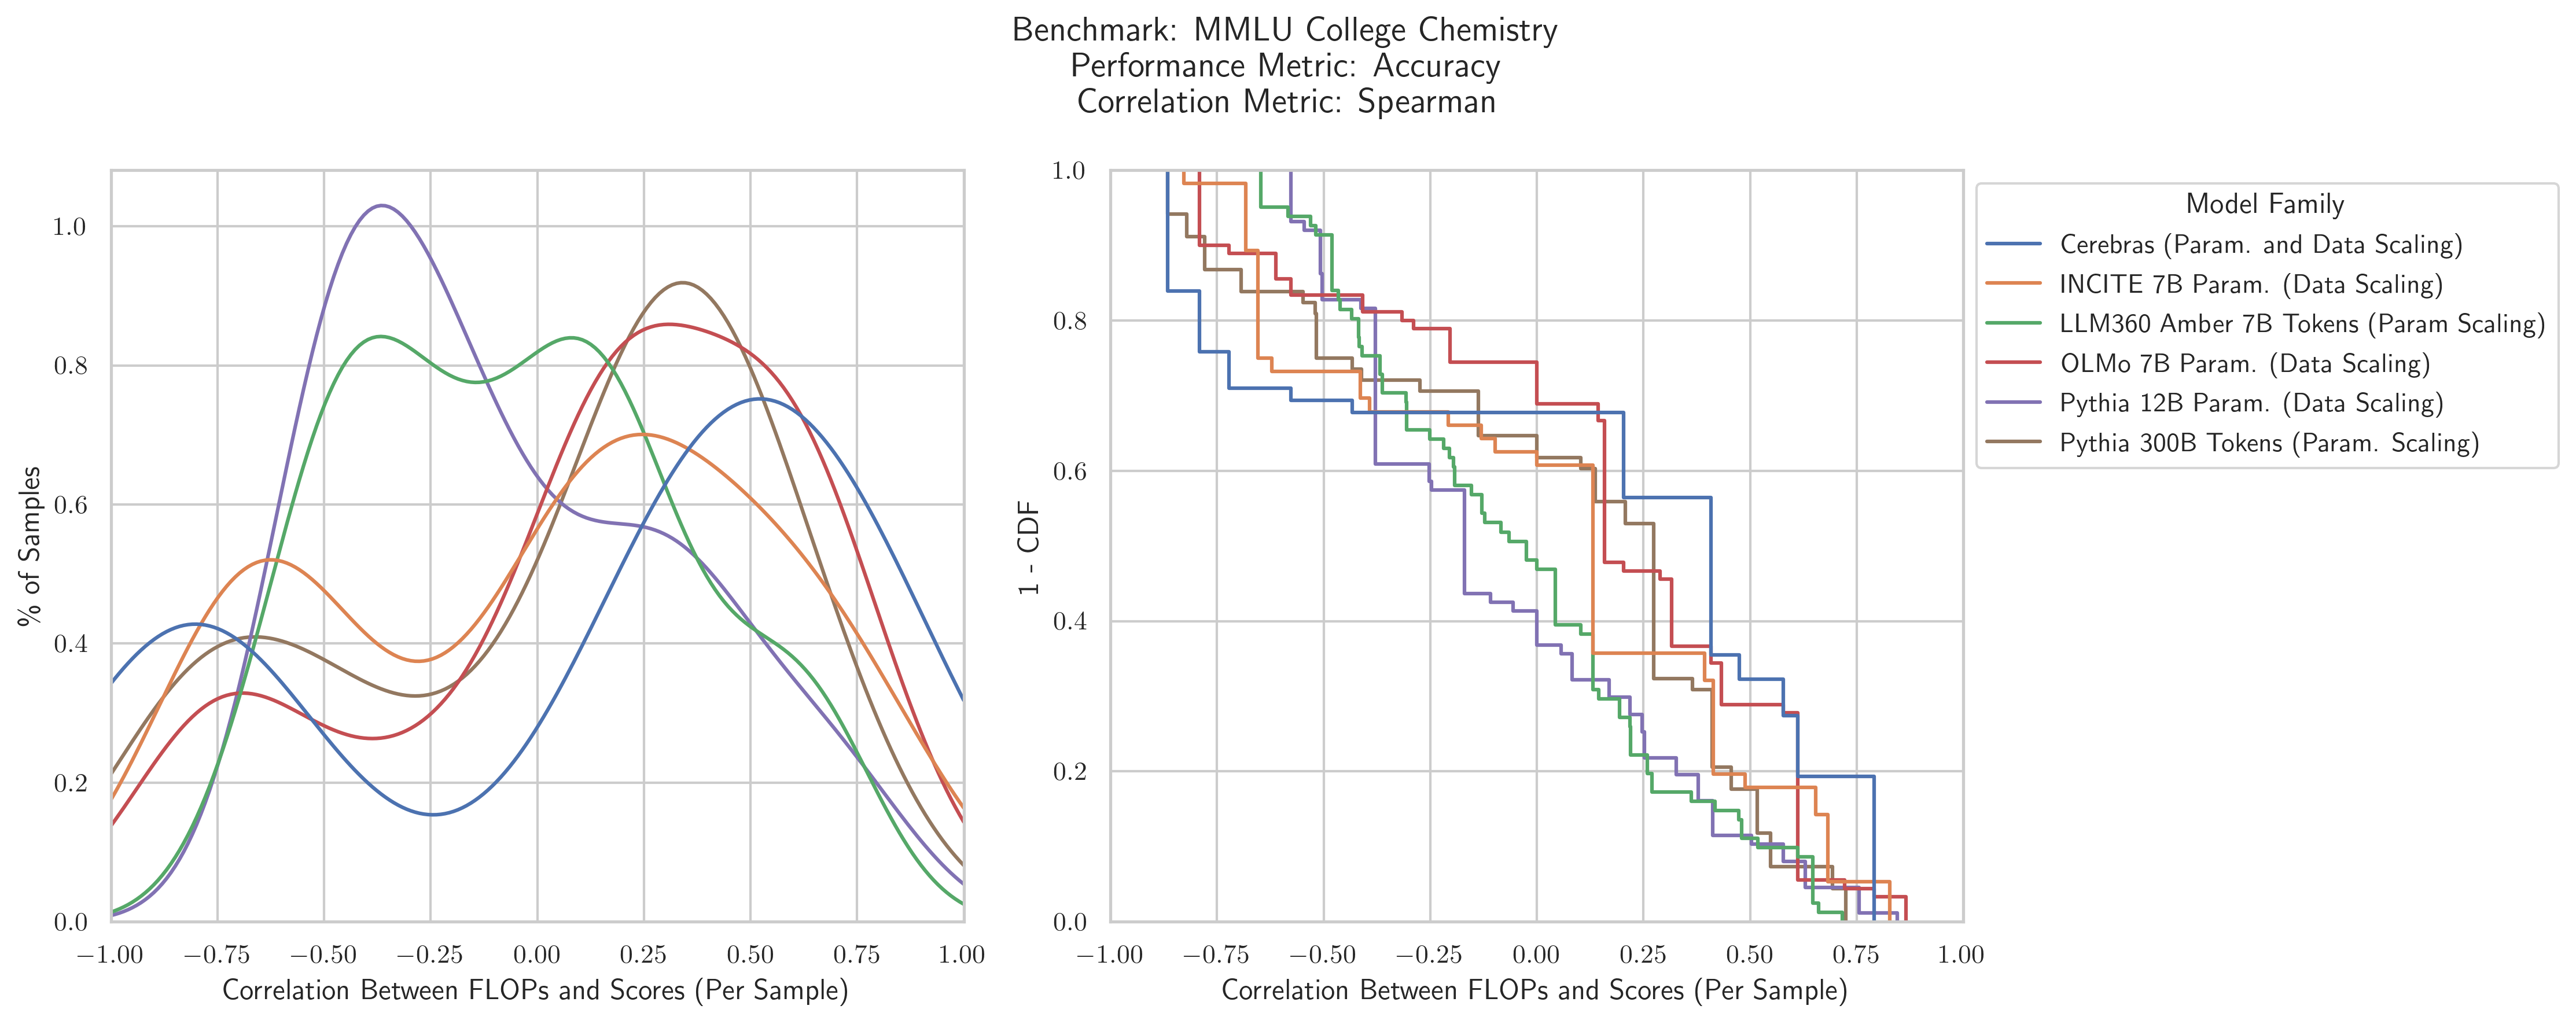 Benchmark: MMLU College Chemistry
Performance Metric: Accuracy
Correlation Metric: Spearman
% of Samples
1.0
0.8
0.6
0.4
0.2
0.0
−1.00 −0.75 −0.50 −0.25 0.00 0.25 0.50 0.75 1.00
Correlation Between FLOPs and Scores (Per Sample)
1 - CDF
1.0
0.8
0.6
0.4
0.2
0.0
−1.00 −0.75 −0.50 −0.25 0.00 0.25 0.50 0.75 1.00
Correlation Between FLOPs and Scores (Per Sample)
Model Family
Cerebras (Param. and Data Scaling)
INCITE 7B Param. (Data Scaling)
LLM360 Amber 7B Tokens (Param Scaling)
OLMo 7B Param. (Data Scaling)
Pythia 12B Param. (Data Scaling)
Pythia 300B Tokens (Param. Scaling)